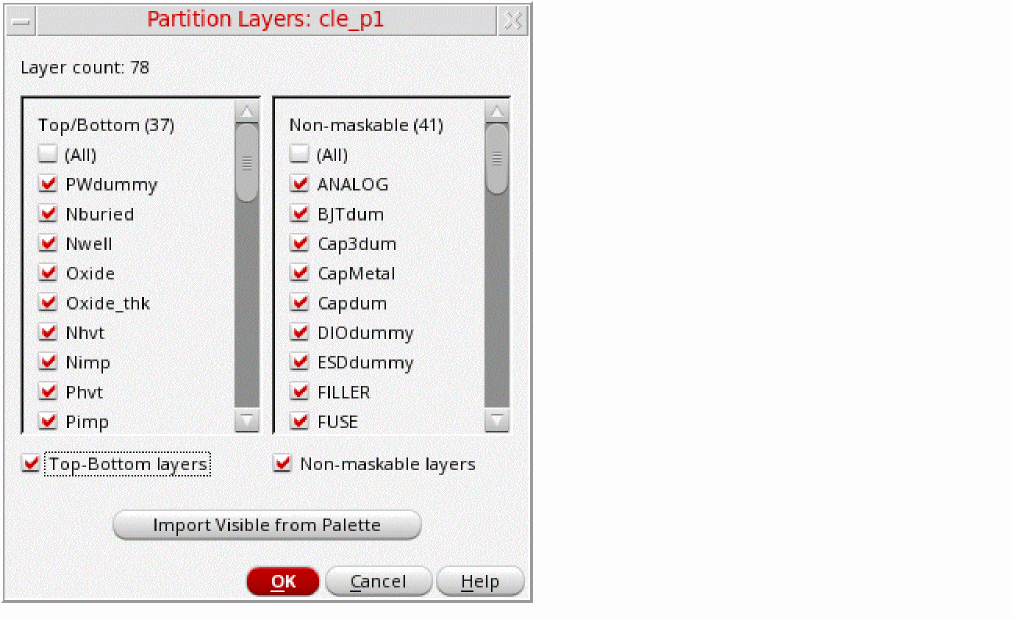 Partition Layers: cle_p1
Layer count: 78
Top/Bottom (37)
(All)
PWdummy
Nburied
Nwell
Oxide
Oxide_thk
Nhvt
Nimp
Phvt
Pimp
Non-maskable (41)
(All)
ANALOG
BJTdum
Cap3dum
CapMetal
Capdum
DIOdummy
ESDdummy
FILLER
FUSE
Top-Bottom layers
Non-maskable layers
Import Visible from Palette
OK Cancel Help